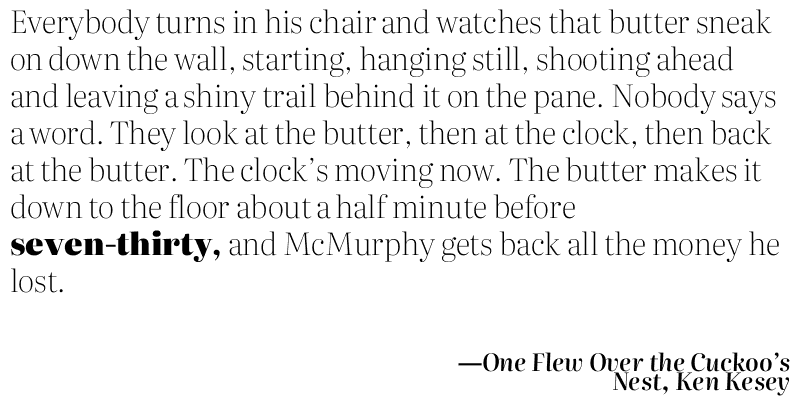 Everybody turns in his chair and watches that butter sneak
on down the wall, starting, hanging still, shooting ahead
and leaving a shiny trail behind it on the pane. Nobody says
a word. They look at the butter, then at the clock, then back
at the butter. The clock’s moving now. The butter makes it
down to the floor about a half minute before
seven-thirty, and McMurphy gets back all the money he
lost.
—One Flew Over the Cuckoo’s
Nest, Ken Kesey